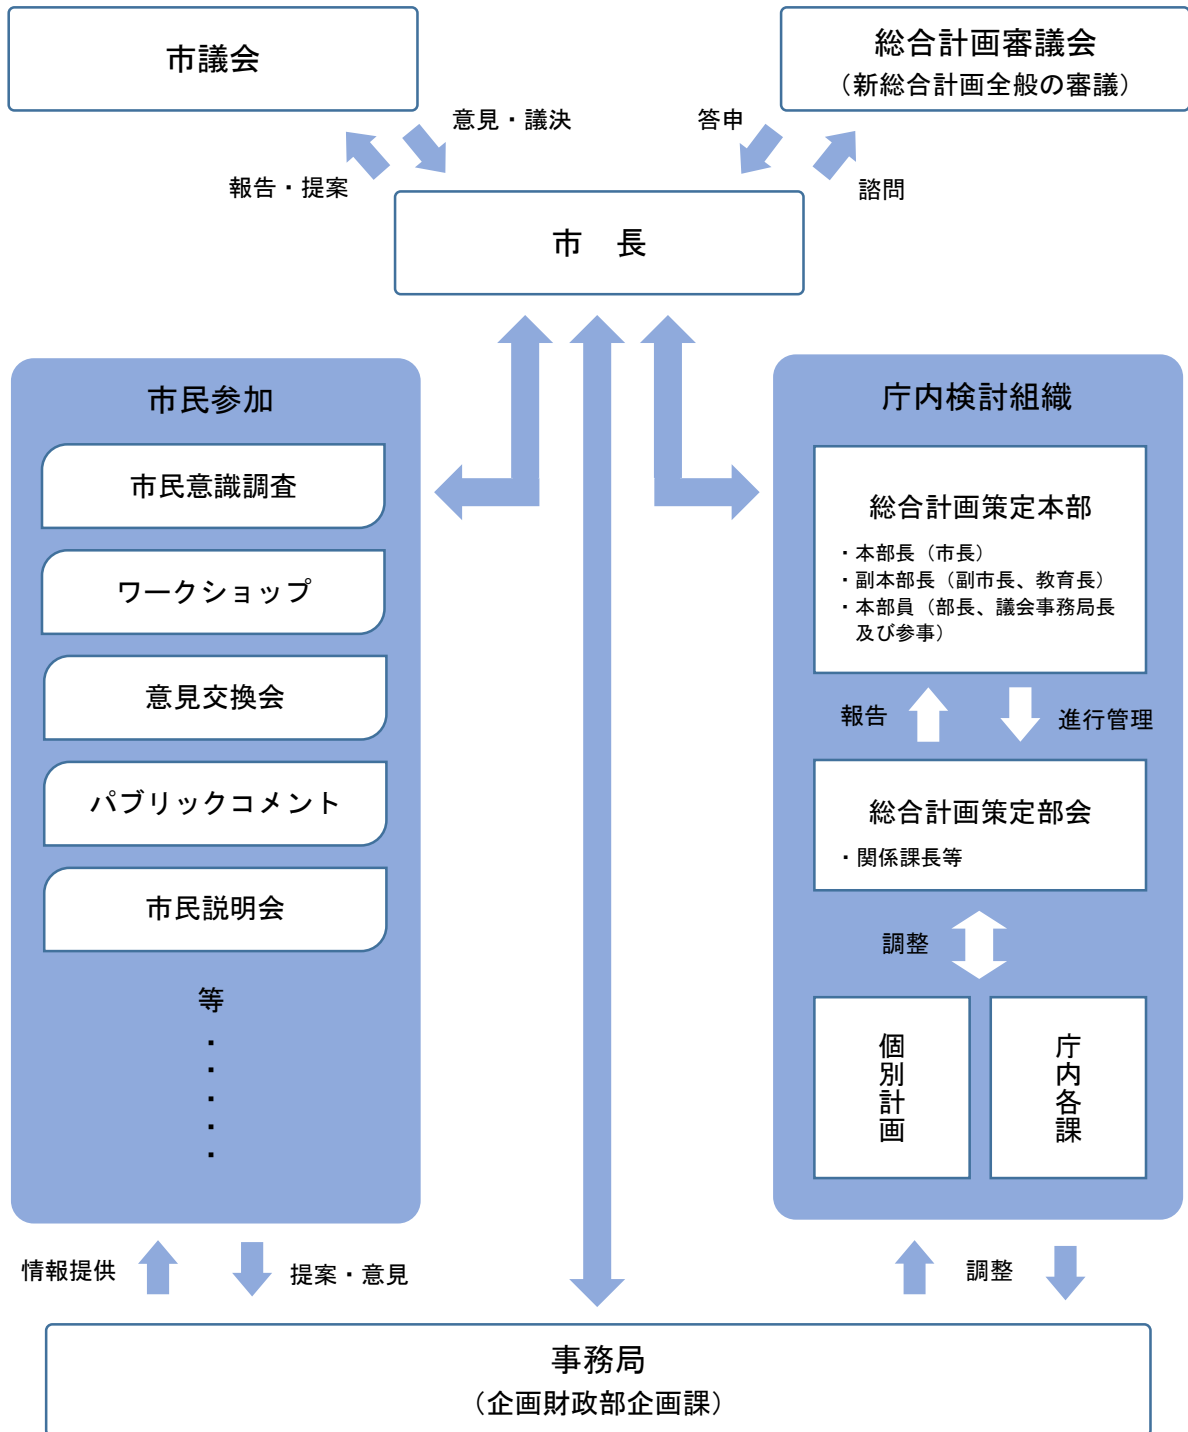 市議会
総合計画審議会
（新総合計画全般の審議）
意見・議決
答申
報告・提案
諮問
市　長
市民参加
市民意識調査
ワークショップ
意見交換会
パブリックコメント
市民説明会
等
・
・
・
・
・
庁内検討組織
総合計画策定本部
・本部長（市長）
・副本部長（副市長、教育長）
・本部員（部長、議会事務局長
及び参事）
報告
進行管理
総合計画策定部会
・関係課長等
調整
個別計画
庁内各課
情報提供
提案・意見
調整
事務局
（企画財政部企画課）